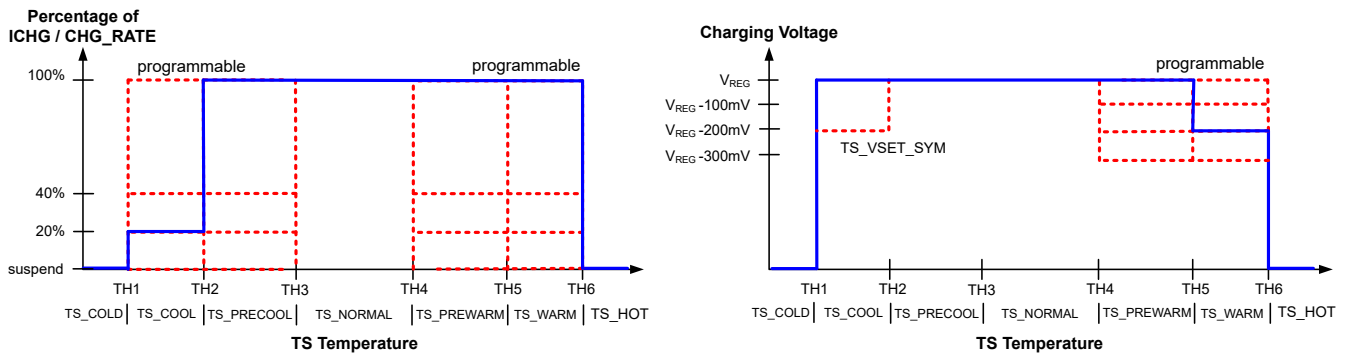 Percentage of
ICHG / CHG_RATE
100%
40%
20%
suspend
programmable
programmable
TH1
TH2
TH3
TH4
TH5
TH6
TS_COLD
TS_COOL
TS_PRECOOL
TS_NORMAL
TS_PREWARM
TS_WARM
TS_HOT
TS Temperature
Charging Voltage
VREG
VREG -100mV
VREG -200mV
VREG -300mV
programmable
TS_VSET_SYM
TH1
TH2
TH3
TH4
TH5
TH6
TS_COLD
TS_COOL
TS_PRECOOL
TS_NORMAL
TS_PREWARM
TS_WARM
TS_HOT
TS Temperature